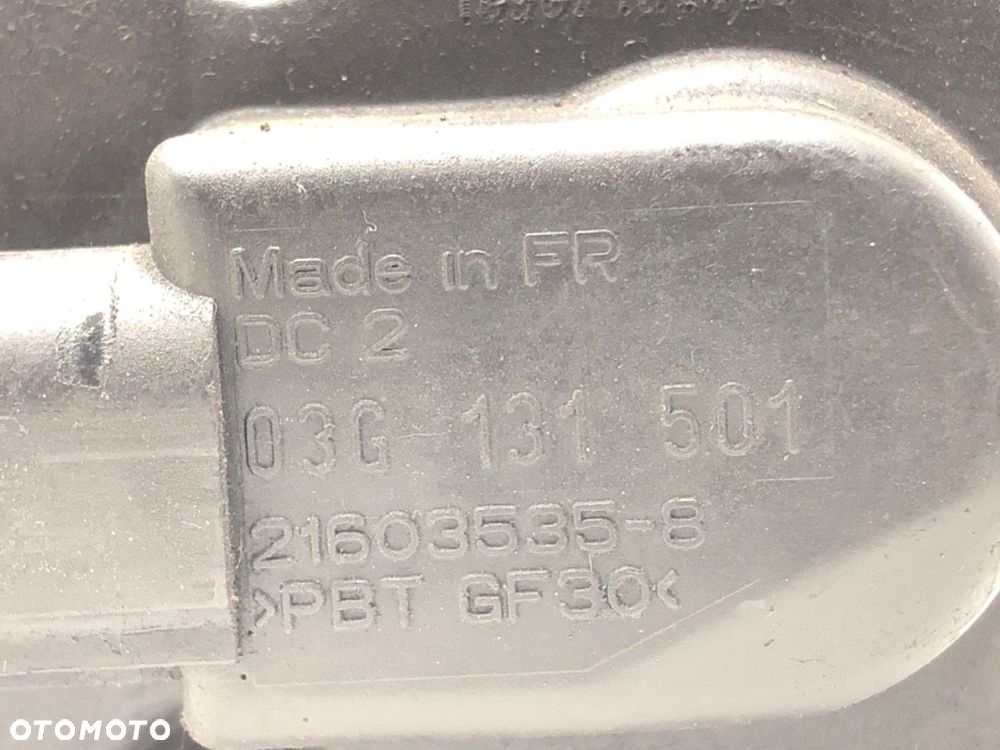 Made in FR
DC 2
03G 131 501
21603535-8
>PBT GF30<
OTOMOTO